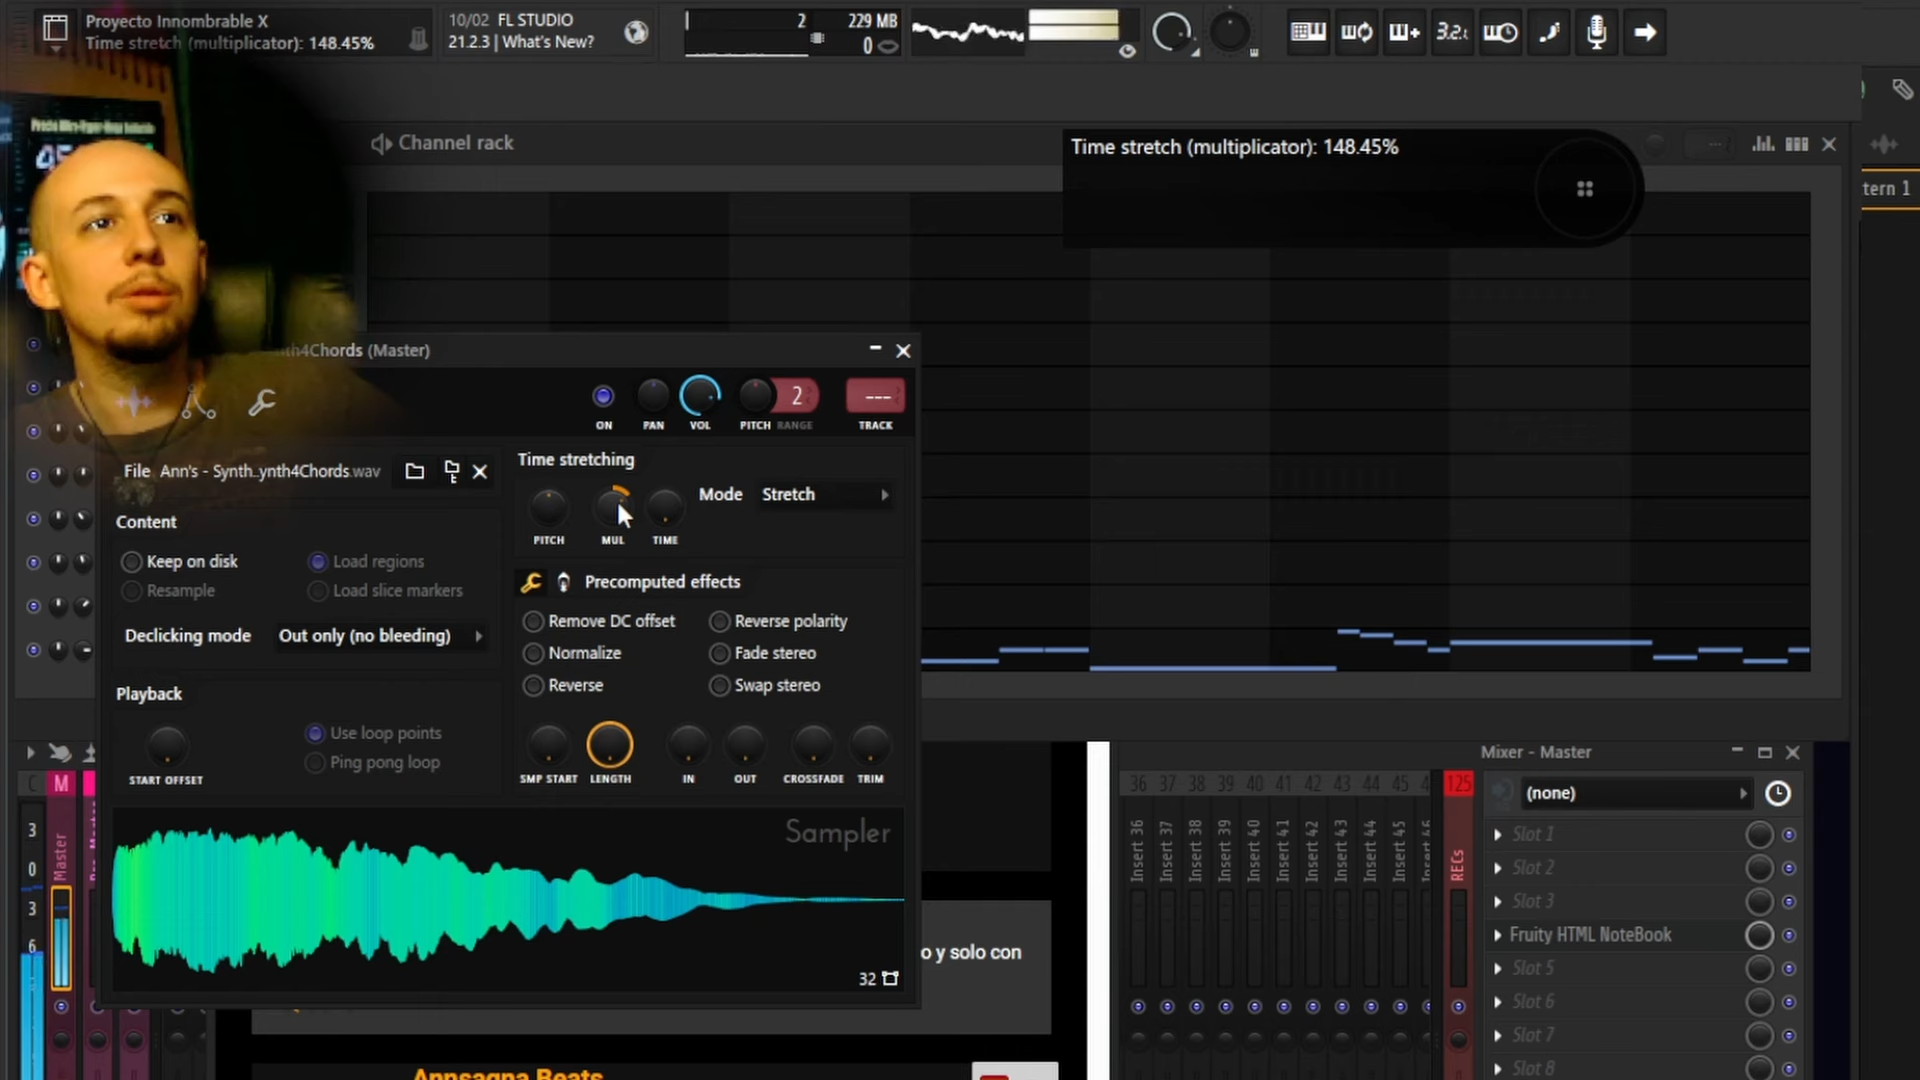 Proyecto Innombrable X
Time stretch (multiplicator): 148.45%
10/02 FL STUDIO
21.2.3 | What's New?
2
229 MB
0
3.2.
Channel rack
Time stretch (multiplicator): 148.45%
tern 1
nth4Chords (Master)
2
---
ON
PAN
VOL
PITCH RANGE
TRACK
File Ann's - Synth..ynth4Chords.wav
Time stretching
Mode Stretch
PITCH
MUL
TIME
Content
Keep on disk
Load regions
Resample
Load slice markers
Declicking mode Out only (no bleeding)
Precomputed effects
Remove DC offset
Reverse polarity
Normalize
Fade stereo
Reverse
Swap stereo
Playback
Use loop points
Ping pong loop
START OFFSET
SMP START
LENGTH
IN
OUT
CROSSFADE
TRIM
Sampler
32
C
M
3
0
3
6
Master
o y solo con
Annsagna Beats
Mixer - Master
36 37 38 39 40 41 42 43 44 45 4
125
Insert 36
Insert 37
Insert 38
Insert 39
Insert 40
Insert 41
Insert 42
Insert 43
Insert 44
Insert 45
RECs
(none)
Slot 1
Slot 2
Slot 3
Fruity HTML NoteBook
Slot 5
Slot 6
Slot 7
Slot 8